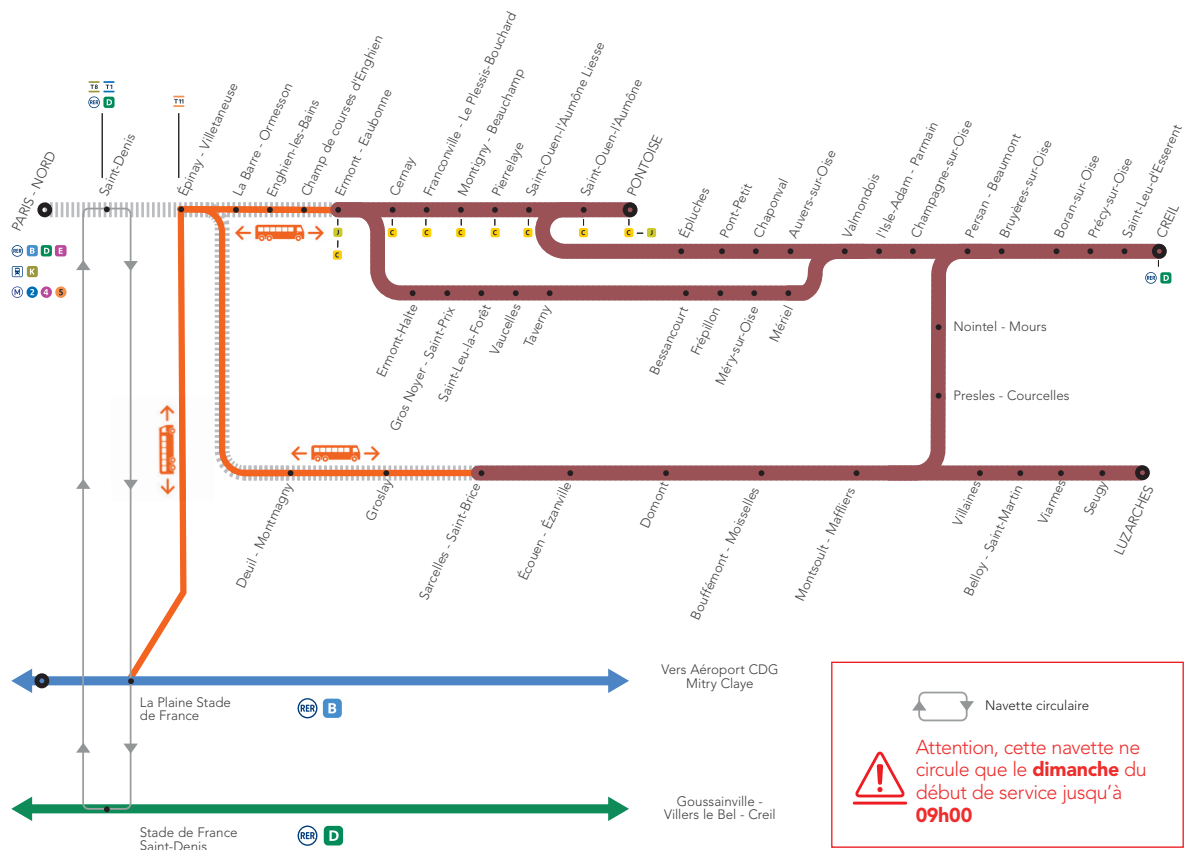 T8 T1
RER D
T11
PARIS - NORD
RER B D E
K
M 2 4 5
Saint-Denis
Épinay - Villetaneuse
La Barre - Ormesson
Enghien-les-Bains
Champ de courses d'Enghien
Ermont - Eaubonne
J
C
Cernay
C
Franconville - Le Plessis-Bouchard
C
Montigny - Beauchamp
C
Pierrelaye
C
Saint-Ouen-l'Aumône Liesse
C
Saint-Ouen-l'Aumône
C
PONTOISE
C J
Épluches
Pont-Petit
Chaponval
Auvers-sur-Oise
Valmondois
l'Isle-Adam - Parmain
Champagne-sur-Oise
Persan - Beaumont
Bruyères-sur-Oise
Boran-sur-Oise
Précy-sur-Oise
Saint-Leu-d'Esserent
CREIL
RER D
Ermont-Halte
Gros Noyer - Saint-Prix
Saint-Leu-la-Forêt
Vaucelles
Taverny
Bessancourt
Frépillon
Méry-sur-Oise
Mériel
Nointel - Mours
Presles - Courcelles
Deuil - Montmagny
Groslay
Sarcelles - Saint-Brice
Écouen - Ézanville
Domont
Bouffémont - Moisselles
Montsoult - Maffliers
Villaines
Belloy - Saint-Martin
Viarmes
Seugy
LUZARCHES
Vers Aéroport CDG
Mitry Claye
La Plaine Stade
de France
RER B
Goussainville -
Villers le Bel - Creil
Stade de France
Saint-Denis
RER D
Navette circulaire
Attention, cette navette ne
circule que le dimanche du
début de service jusqu'à
09h00